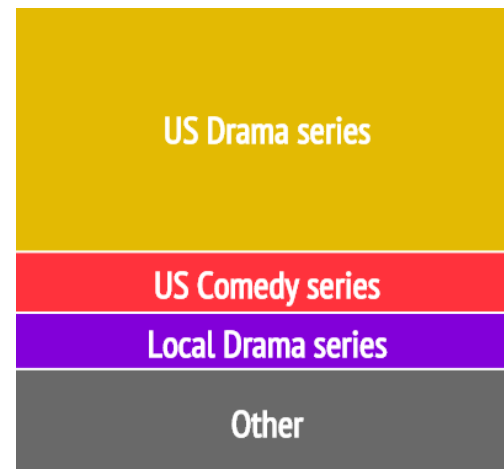 US Drama series
US Comedy series
Local Drama series
Other